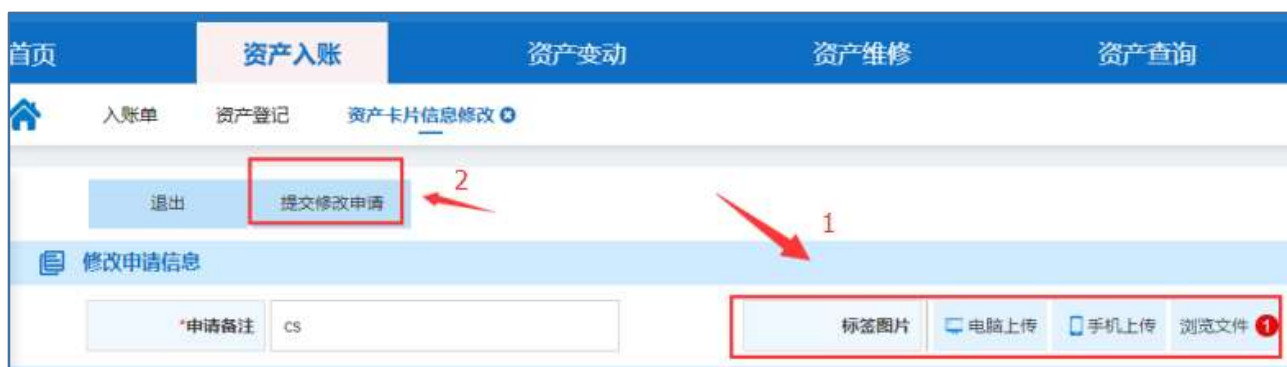 首页 资产入账 资产变动 资产维修 资产查询
入账单 资产登记 资产卡片信息修改
退出 提交修改申请 2
1
修改申请信息
*申请备注 cs 标签图片 电脑上传 手机上传 浏览文件 1